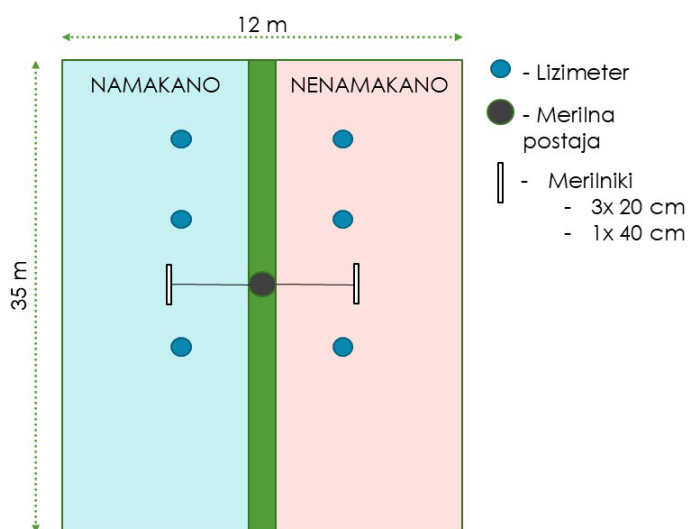 12 m
NAMAKANO
NENAMAKANO
35 m
- Lizimeter
- Merilna
postaja
- Merilniki
- 3x 20 cm
- 1x 40 cm